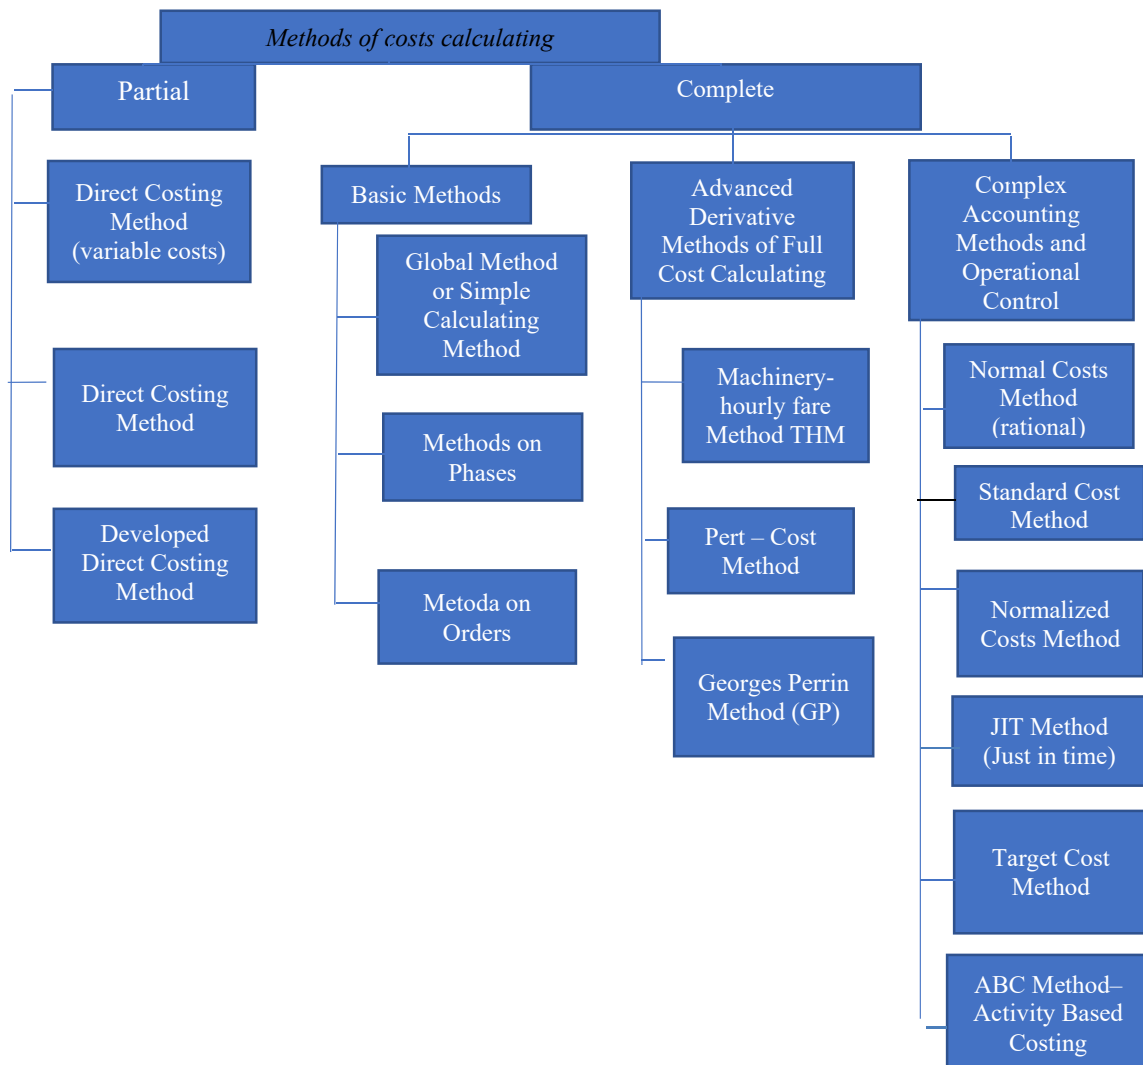 Methods of costs calculating
Partial
Complete
Direct Costing
Method
(variable costs)
Direct Costing
Method
Developed
Direct Costing
Method
Basic Methods
Global Method
or Simple
Calculating
Method
Methods on
Phases
Metoda on
Orders
Advanced
Derivative
Methods of Full
Cost Calculating
Machinery-
hourly fare
Method THM
Pert – Cost
Method
Georges Perrin
Method (GP)
Complex
Accounting
Methods and
Operational
Control
Normal Costs
Method
(rational)
Standard Cost
Method
Normalized
Costs Method
JIT Method
(Just in time)
Target Cost
Method
ABC Method–
Activity Based
Costing